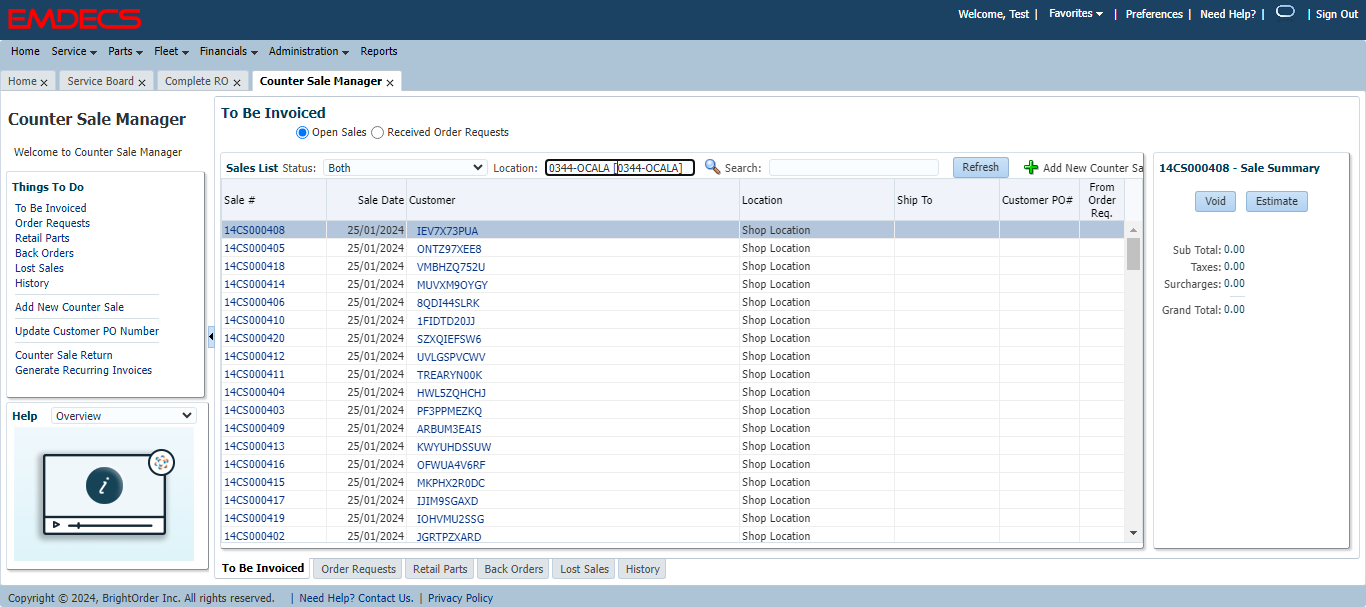 EMDECS
Welcome, Test | Favorites | Preferences | Need Help? | | Sign Out
Home Service Parts Fleet Financials Administration Reports
Home x Service Board x Complete RO x Counter Sale Manager x
Counter Sale Manager
Welcome to Counter Sale Manager
Things To Do
To Be Invoiced
Order Requests
Retail Parts
Back Orders
Lost Sales
History
Add New Counter Sale
Update Customer PO Number
Counter Sale Return
Generate Recurring Invoices
Help Overview
i
To Be Invoiced
Open Sales Received Order Requests
Sales List Status: Both Location: 0344-OCALA [0344-OCALA] Search: Refresh Add New Counter Sa
Sale # Sale Date Customer Location Ship To Customer PO# From Order Req.
14CS000408 25/01/2024 IEV7X73PUA Shop Location
14CS000405 25/01/2024 ONTZ97XEE8 Shop Location
14CS000418 25/01/2024 VMBHZQ752U Shop Location
14CS000414 25/01/2024 MUVXM9OYGY Shop Location
14CS000406 25/01/2024 8QDI44SLRK Shop Location
14CS000410 25/01/2024 1FIDTD20JJ Shop Location
14CS000420 25/01/2024 SZXQIEFSW6 Shop Location
14CS000412 25/01/2024 UVLGSPVCWV Shop Location
14CS000411 25/01/2024 TREARYN00K Shop Location
14CS000404 25/01/2024 HWL5ZQHCHJ Shop Location
14CS000403 25/01/2024 PF3PPMEZKQ Shop Location
14CS000409 25/01/2024 ARBUM3EAIS Shop Location
14CS000413 25/01/2024 KWYUHDSSUW Shop Location
14CS000416 25/01/2024 OFWUA4V6RF Shop Location
14CS000415 25/01/2024 MKPHX2R0DC Shop Location
14CS000417 25/01/2024 IJIM9SGAXD Shop Location
14CS000419 25/01/2024 IOHVMU2SSG Shop Location
14CS000402 25/01/2024 JGRTPZXARD Shop Location
14CS000408 - Sale Summary
Void Estimate
Sub Total: 0.00
Taxes: 0.00
Surcharges: 0.00
Grand Total: 0.00
To Be Invoiced Order Requests Retail Parts Back Orders Lost Sales History
Copyright © 2024, BrightOrder Inc. All rights reserved. | Need Help? Contact Us. | Privacy Policy